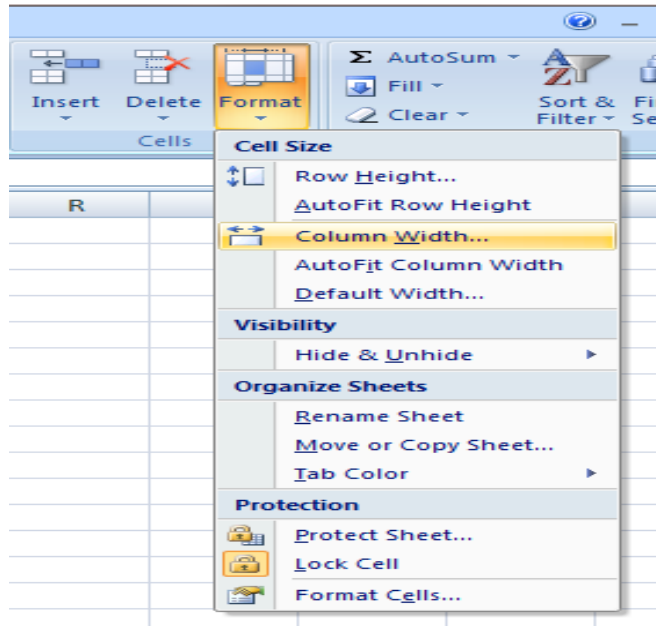 Insert Delete Format
Σ AutoSum
Fill
Clear
Sort &
Filter
Fi
Se
Cells
R
Cell Size
Row Height...
AutoFit Row Height
Column Width...
AutoFit Column Width
Default Width...
Visibility
Hide & Unhide
Organize Sheets
Rename Sheet
Move or Copy Sheet...
Tab Color
Protection
Protect Sheet...
Lock Cell
Format Cells...